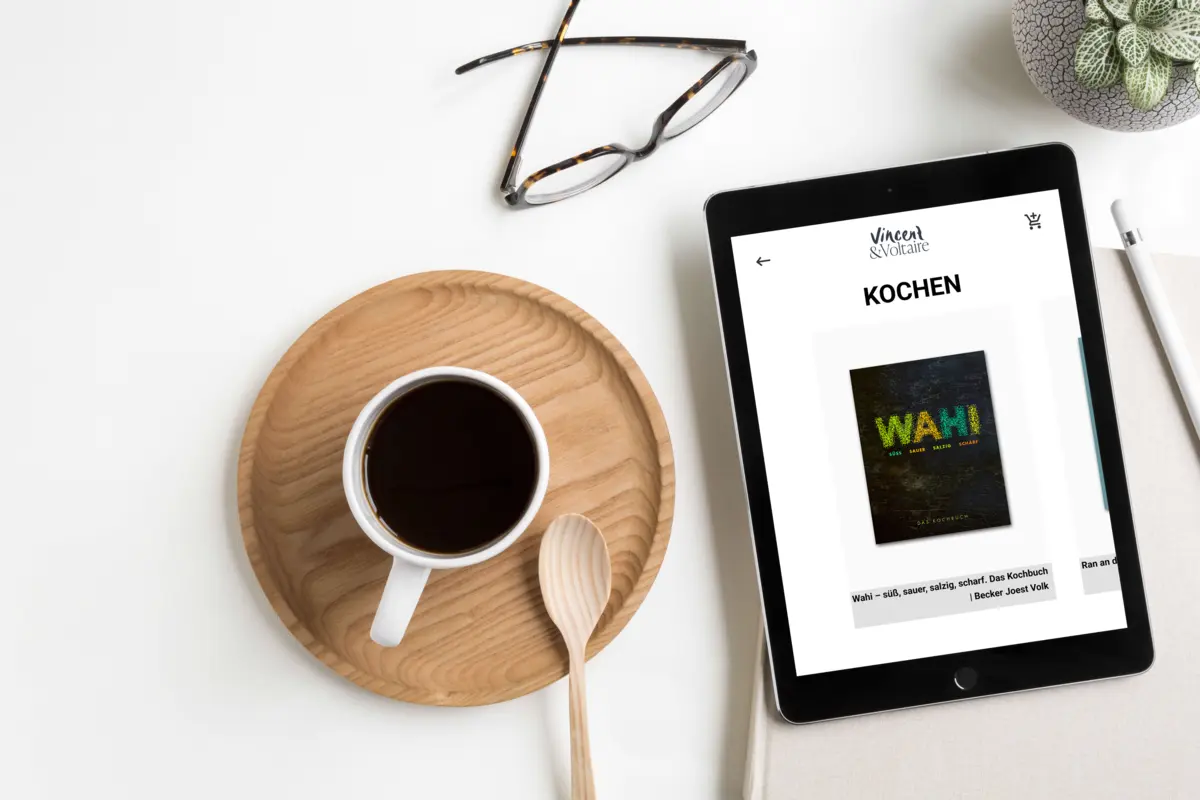 Vincent
&Voltaire
KOCHEN
WAHI
SÜSS SAUER SALZIG SCHARF
DAS KOCHBUCH
Wahi – süß, sauer, salzig, scharf. Das Kochbuch
| Becker Joest Volk
Ran an d